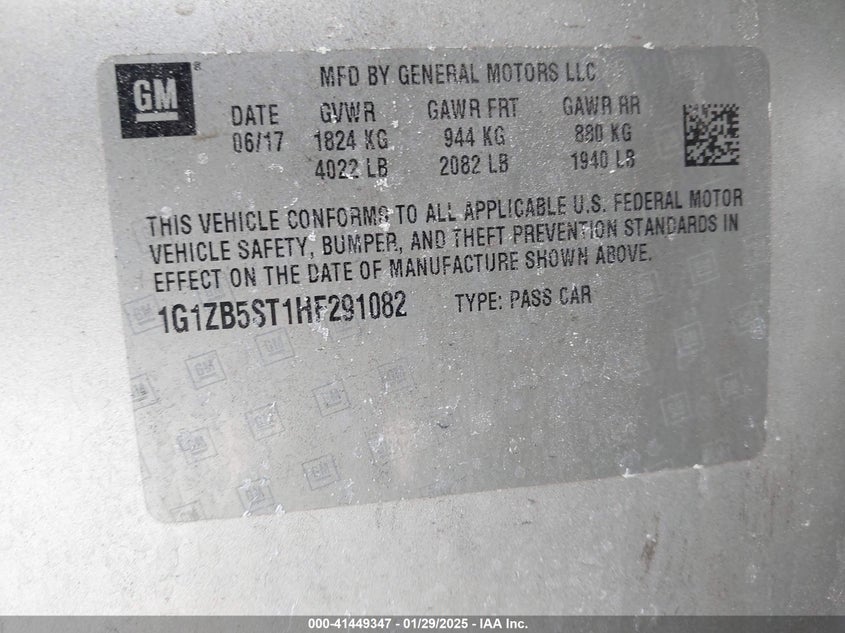 GM®
MFD BY GENERAL MOTORS LLC
DATE GVWR GAWR FRT GAWR RR
06/17 1824 KG 944 KG 880 KG
4022 LB 2082 LB 1940 LB
THIS VEHICLE CONFORMS TO ALL APPLICABLE U.S. FEDERAL MOTOR
VEHICLE SAFETY, BUMPER, AND THEFT PREVENTION STANDARDS IN
EFFECT ON THE DATE OF MANUFACTURE SHOWN ABOVE.
1G1ZB5ST1HF291082 TYPE: PASS CAR
000-41449347 - 01/29/2025 - IAA Inc.